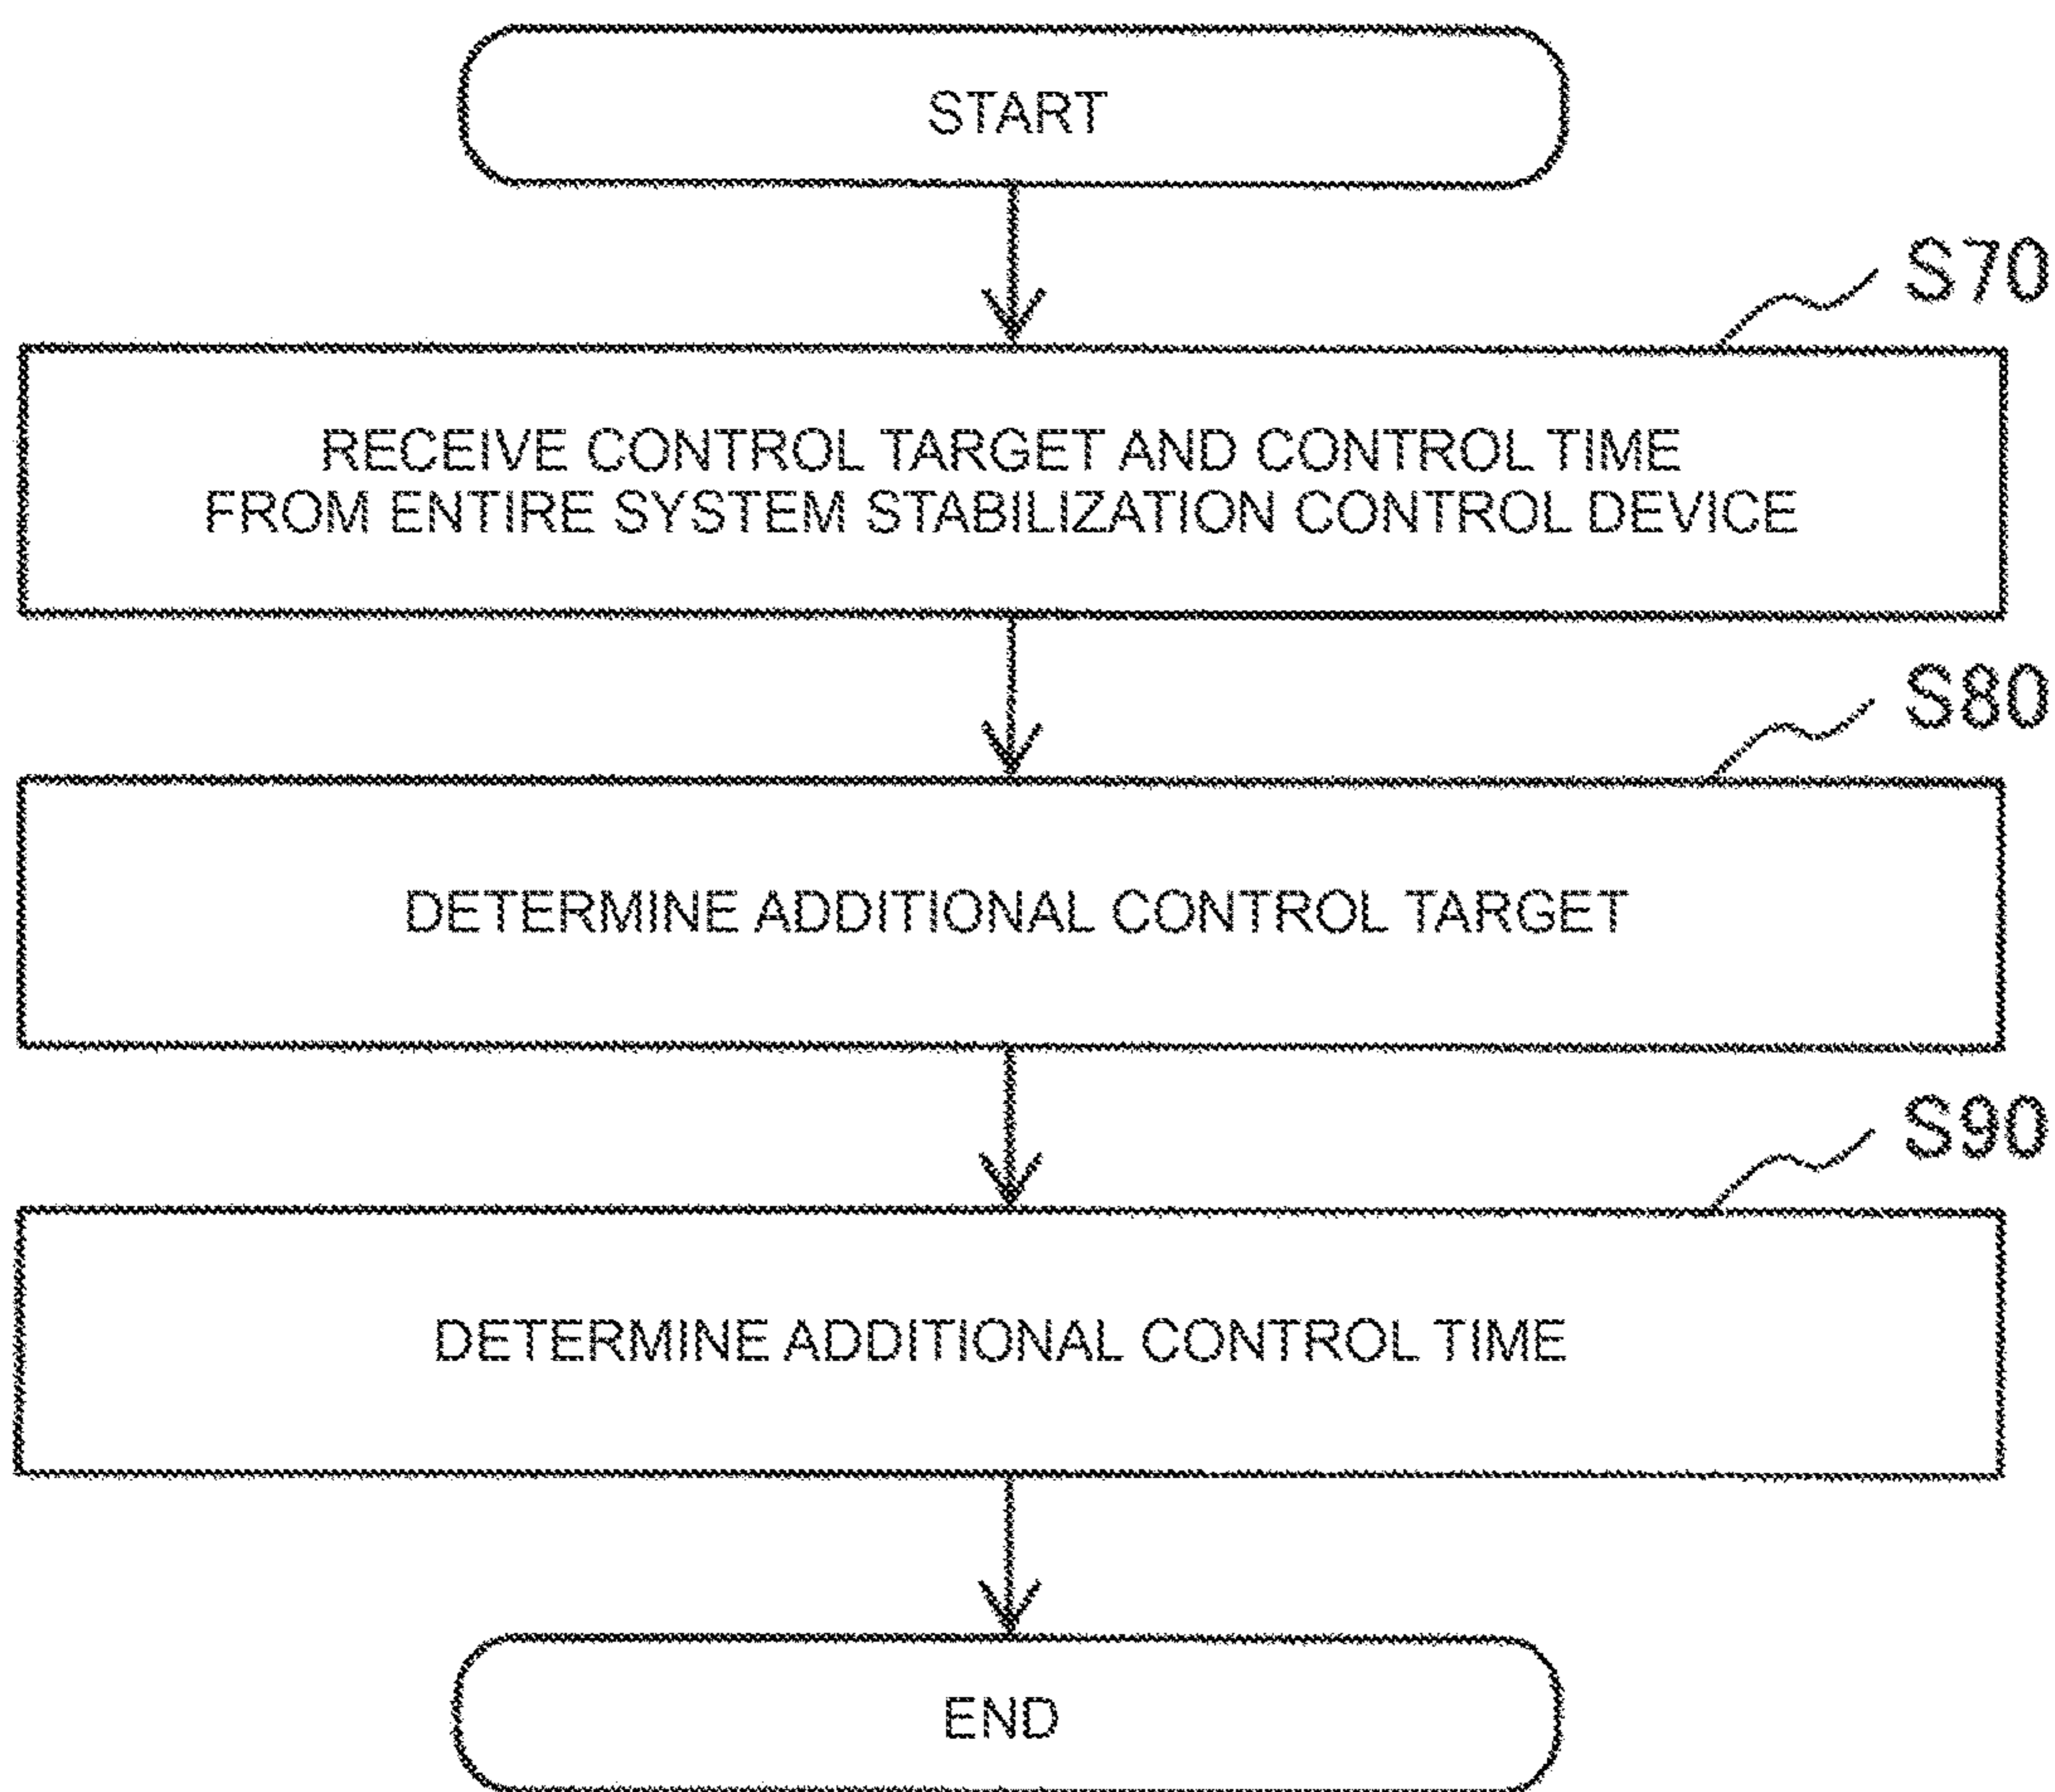 START
S70
RECEIVE CONTROL TARGET AND CONTROL TIME
FROM ENTIRE SYSTEM STABILIZATION CONTROL DEVICE
S80
DETERMINE ADDITIONAL CONTROL TARGET
S90
DETERMINE ADDITIONAL CONTROL TIME
END